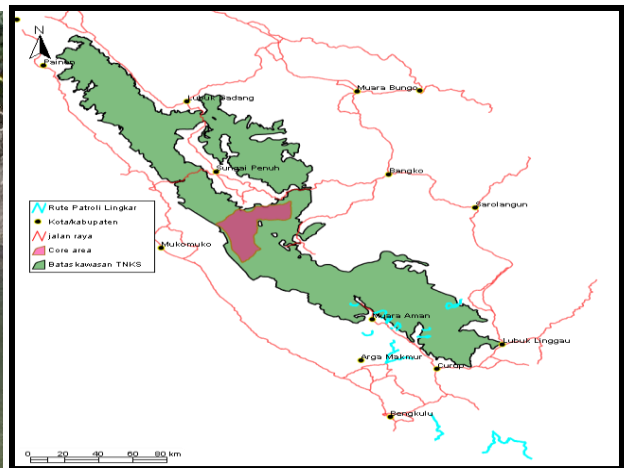 N
Painan
Lubuk Gadang
Muara Bungo
Sungai Penuh
Bangko
Sarolangun
Rute Patroli Lingkar
Kota/kabupaten
jalan raya
Core area
Batas kawasan TNKS
Mukomuko
Muara Aman
Lubuk Linggau
Arga Makmur
Curup
Bengkulu
0 20 40 60 80 km